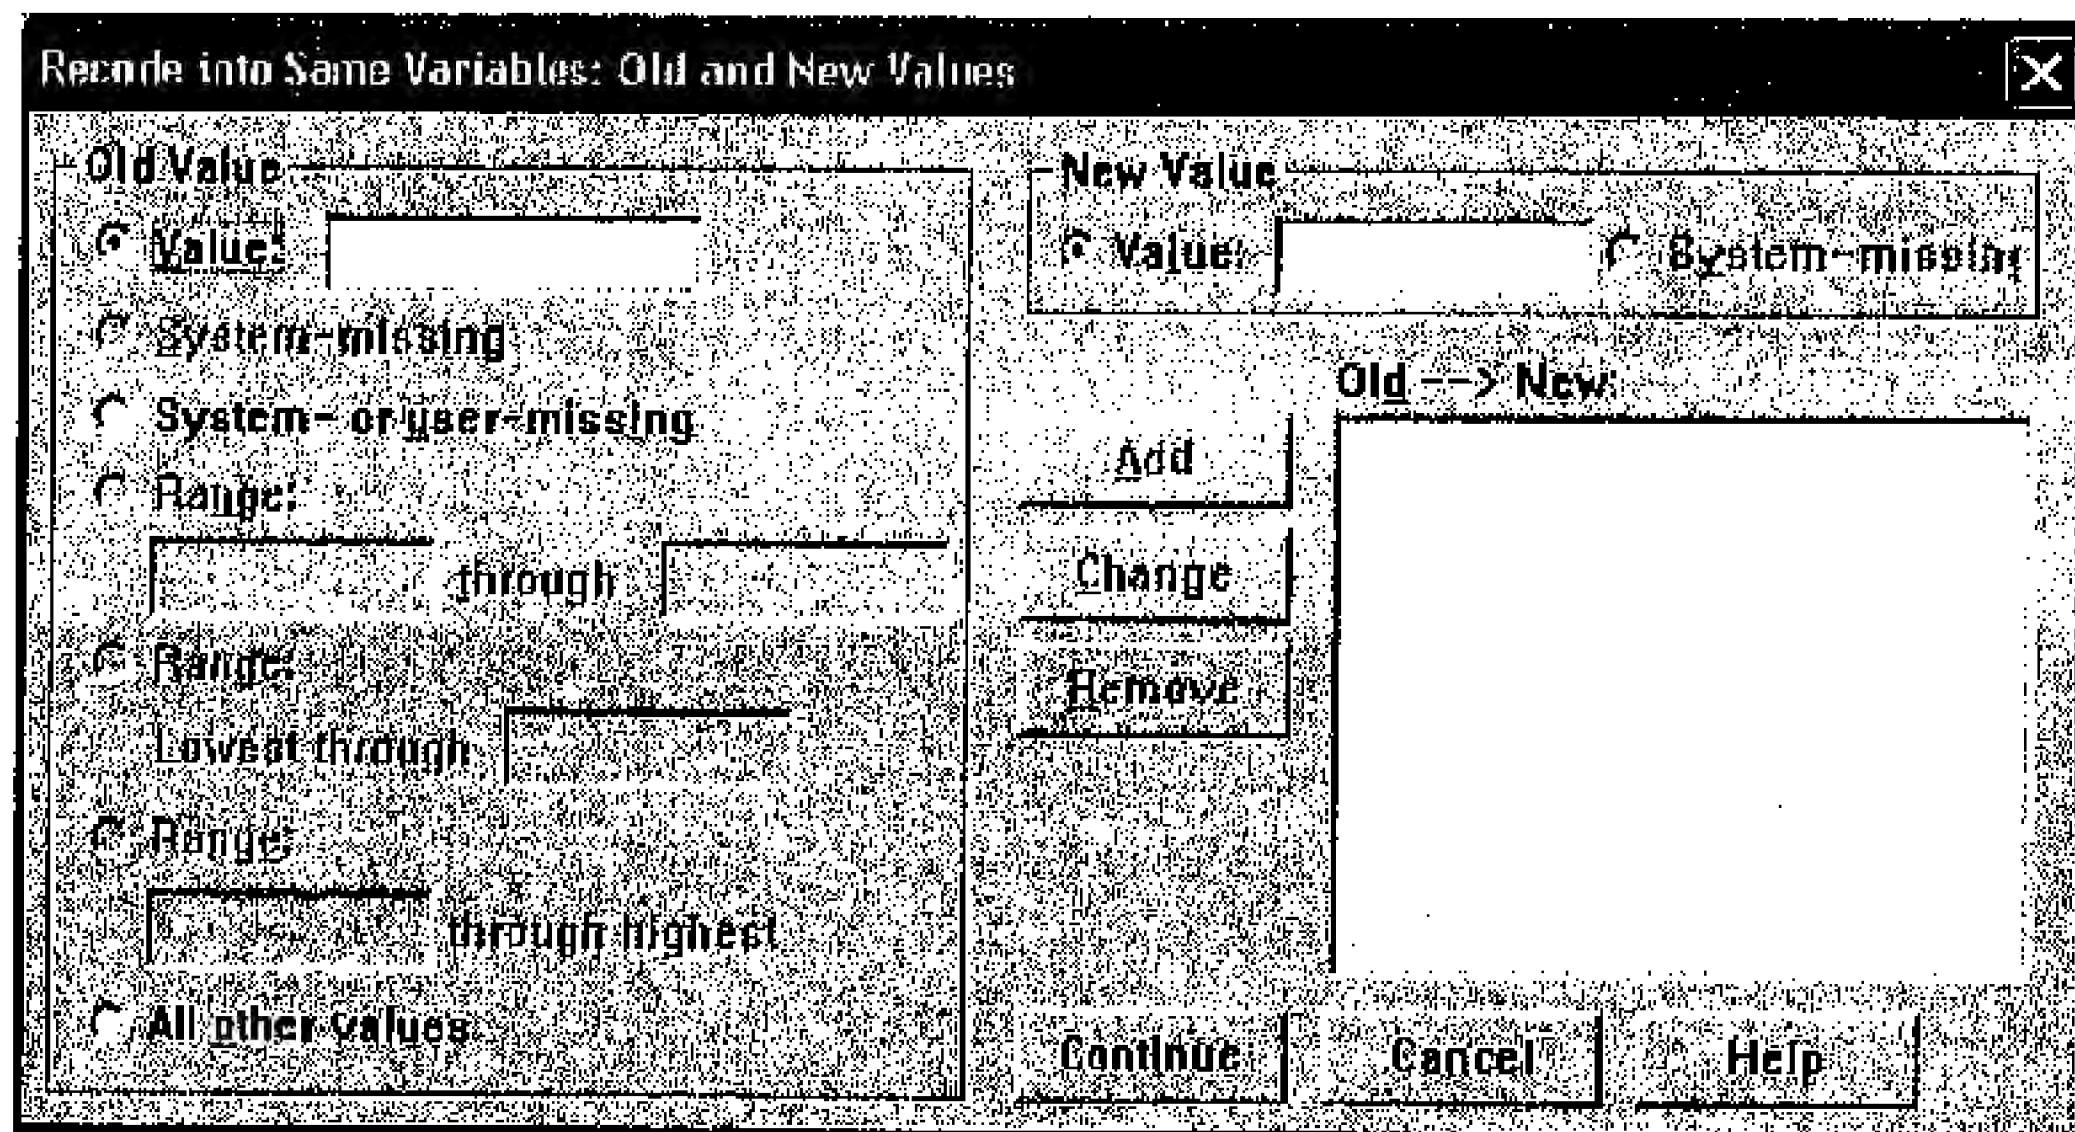 Recode into Same Variables: Old and New Values
Old Value
Value:
System-missing
System- or user-missing
Range:
through
Range:
Lowest through
Range:
through highest
All other values
New Value
Value: System-missing
Old --> New:
Add
Change
Remove
Continue Cancel Help